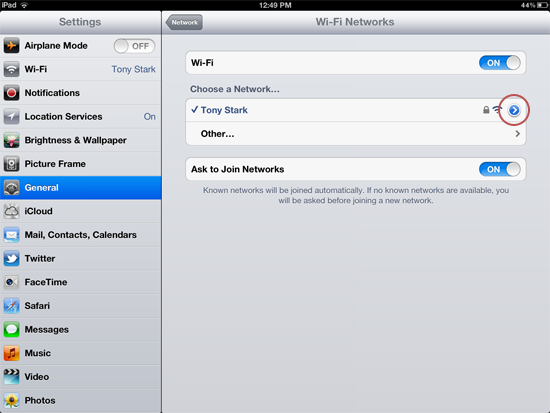 iPad 12:49 PM 44%
Settings
Network
Wi-Fi Networks
Airplane Mode OFF
Wi-Fi Tony Stark
Notifications
Location Services On
Brightness & Wallpaper
Picture Frame
General
iCloud
Mail, Contacts, Calendars
Twitter
FaceTime
Safari
Messages
Music
Video
Photos
Wi-Fi ON
Choose a Network...
✓ Tony Stark
Other...
Ask to Join Networks ON
Known networks will be joined automatically. If no known networks are available, you
will be asked before joining a new network.